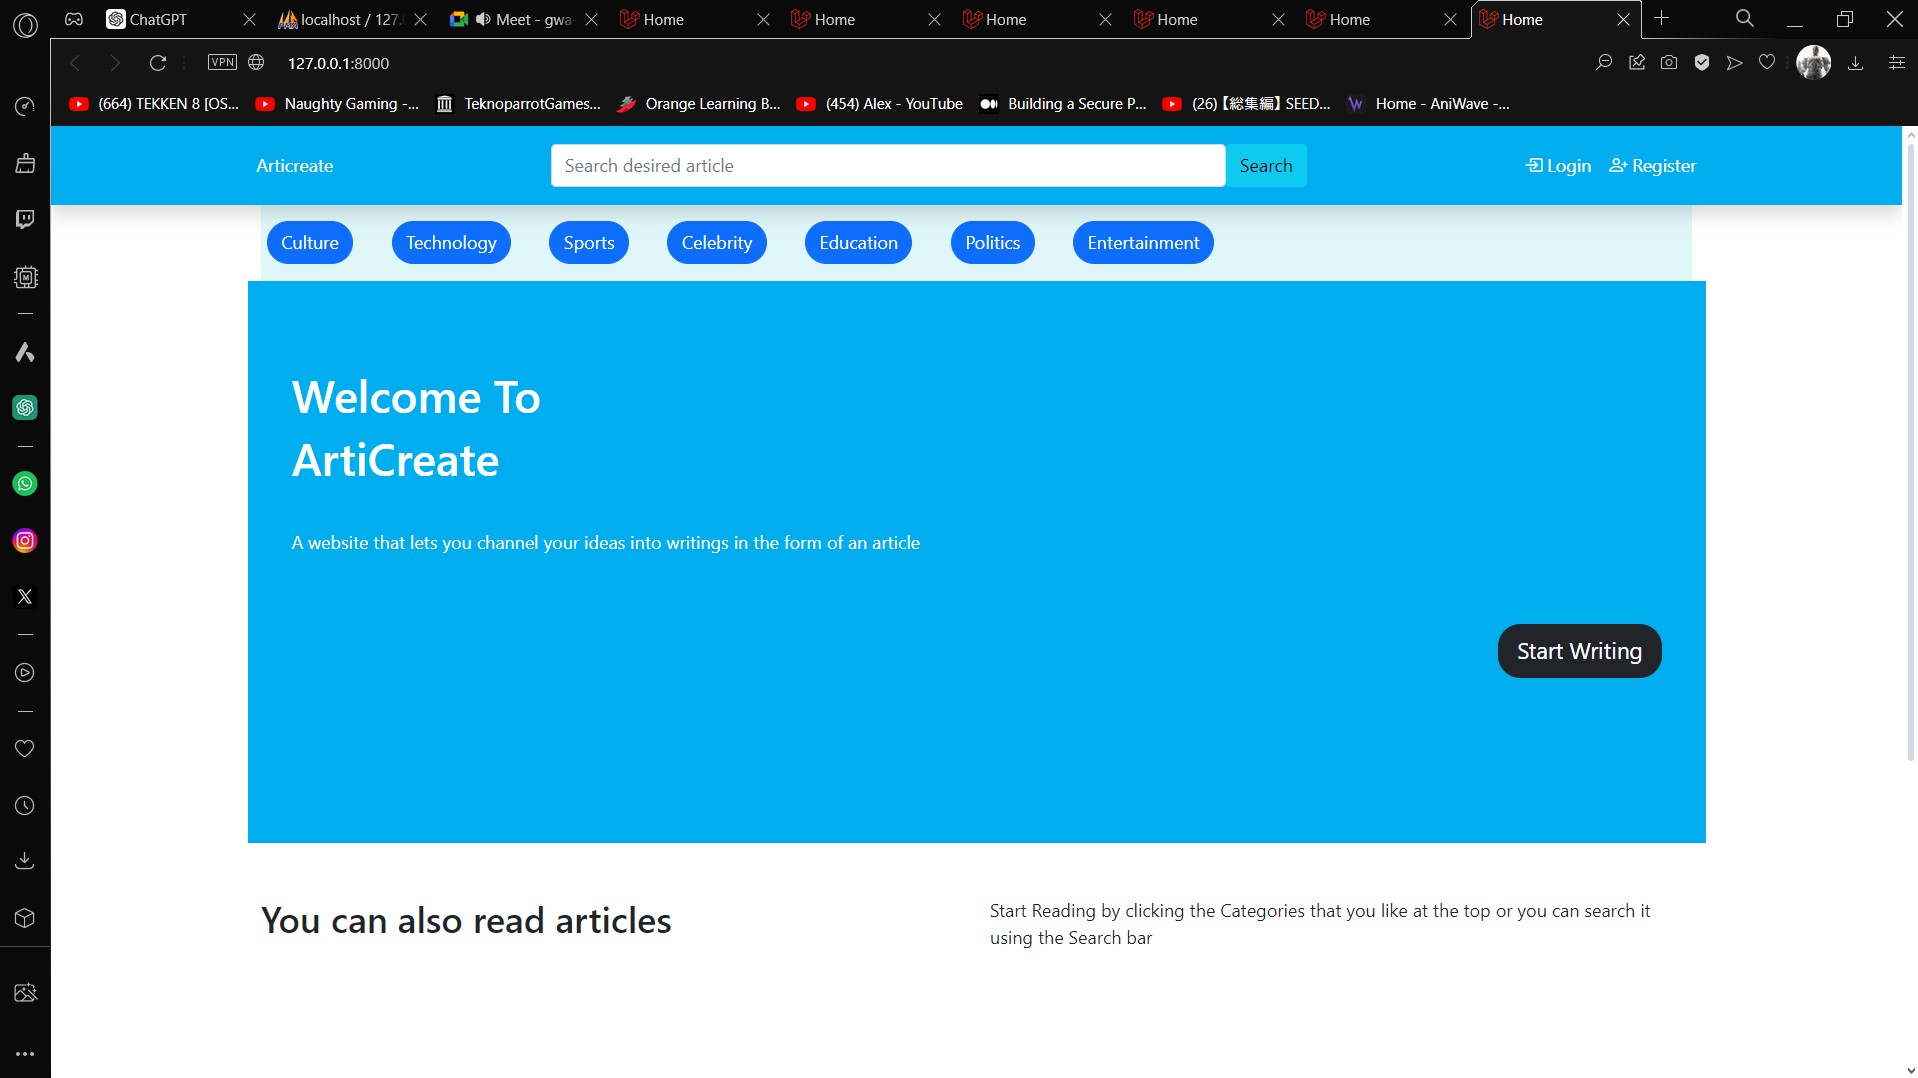 ChatGPT
localhost / 127.
Meet - gwa
Home
Home
Home
Home
Home
Home
VPN
127.0.0.1:8000
(664) TEKKEN 8 [OS...
Naughty Gaming -...
TeknoparrotGames...
Orange Learning B...
(454) Alex - YouTube
Building a Secure P...
(26)【総集編】SEED...
Home - AniWave -...
Articreate
Search desired article
Search
Login
Register
Culture
Technology
Sports
Celebrity
Education
Politics
Entertainment
Welcome To
ArtiCreate
A website that lets you channel your ideas into writings in the form of an article
Start Writing
You can also read articles
Start Reading by clicking the Categories that you like at the top or you can search it
using the Search bar